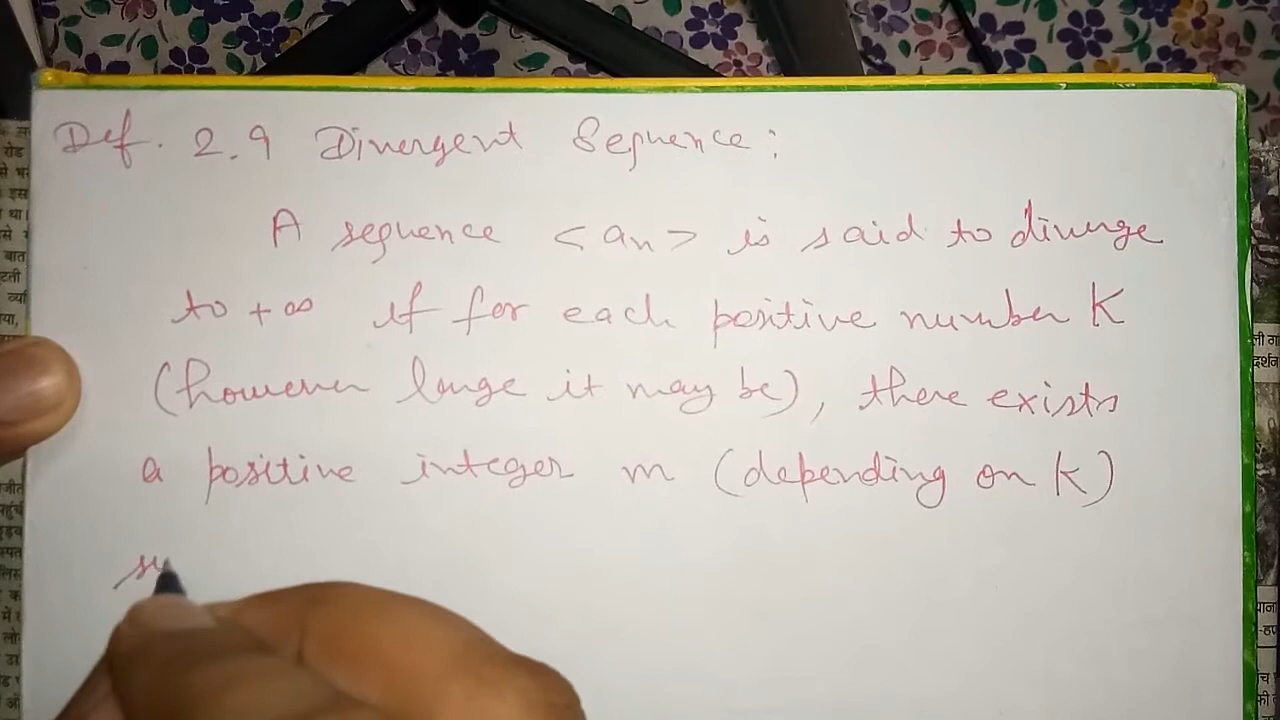 Def. 2.9 Divergent Sequence:
A sequence <an> is said to diverge
to +∞ if for each positive number K
(however large it may be), there exists
a positive integer m (depending on k)
su